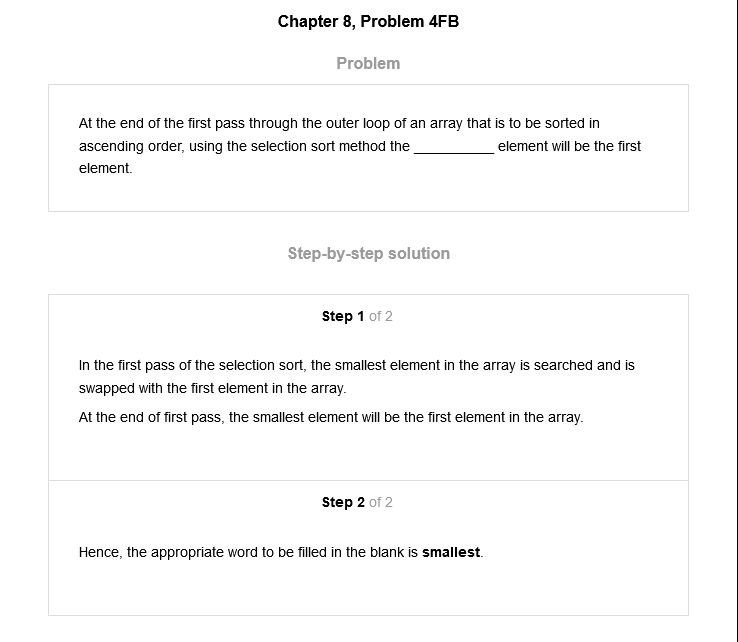 Chapter 8, Problem 4FB
Problem
At the end of the first pass through the outer loop of an array that is to be sorted in
ascending order, using the selection sort method the __________ element will be the first
element.
Step-by-step solution
Step 1 of 2
In the first pass of the selection sort, the smallest element in the array is searched and is
swapped with the first element in the array.
At the end of first pass, the smallest element will be the first element in the array.
Step 2 of 2
Hence, the appropriate word to be filled in the blank is smallest.